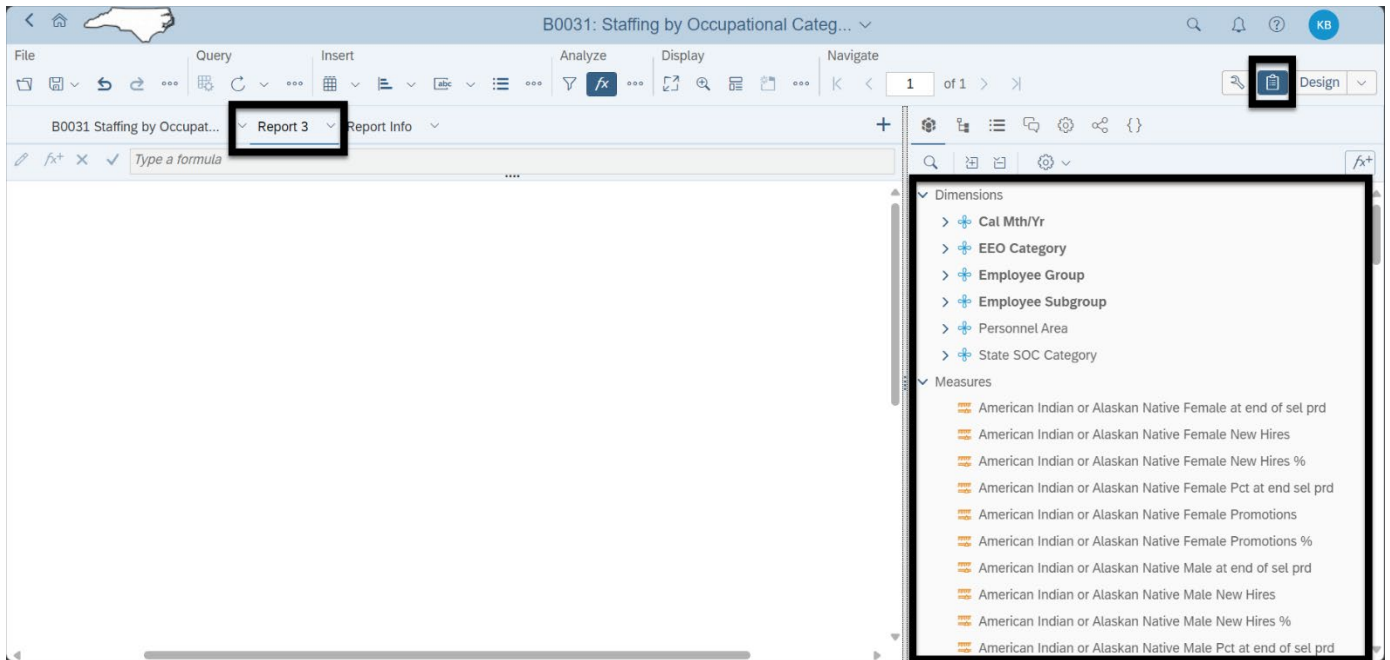 B0031: Staffing by Occupational Categ...
KB
File Query Insert Analyze Display Navigate
abc fx 1 of 1 Design
B0031 Staffing by Occupat... Report 3 Report Info +
fx+ Type a formula
{}
fx+
Dimensions
Cal Mth/Yr
EEO Category
Employee Group
Employee Subgroup
Personnel Area
State SOC Category
Measures
American Indian or Alaskan Native Female at end of sel prd
American Indian or Alaskan Native Female New Hires
American Indian or Alaskan Native Female New Hires %
American Indian or Alaskan Native Female Pct at end sel prd
American Indian or Alaskan Native Female Promotions
American Indian or Alaskan Native Female Promotions %
American Indian or Alaskan Native Male at end of sel prd
American Indian or Alaskan Native Male New Hires
American Indian or Alaskan Native Male New Hires %
American Indian or Alaskan Native Male Pct at end of sel prd